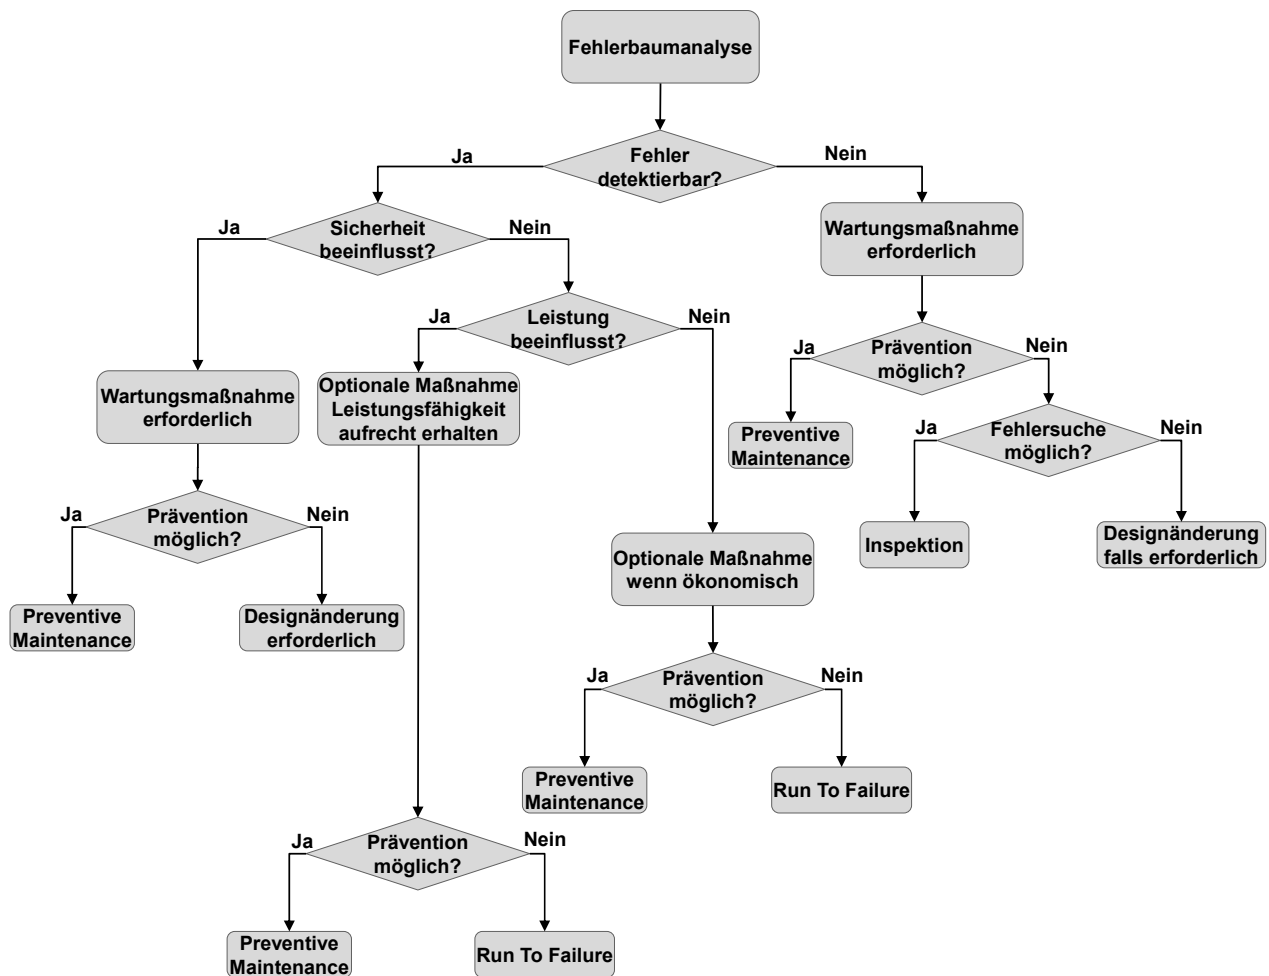 Fehlerbaumanalyse
Fehler
detektierbar?
Ja
Nein
Sicherheit
beeinflusst?
Ja
Nein
Wartungsmaßnahme
erforderlich
Leistung
beeinflusst?
Ja
Nein
Prävention
möglich?
Ja
Nein
Wartungsmaßnahme
erforderlich
Optionale Maßnahme
Leistungsfähigkeit
aufrecht erhalten
Preventive
Maintenance
Fehlersuche
möglich?
Ja
Nein
Prävention
möglich?
Ja
Nein
Optionale Maßnahme
wenn ökonomisch
Inspektion
Designänderung
falls erforderlich
Preventive
Maintenance
Designänderung
erforderlich
Prävention
möglich?
Ja
Nein
Preventive
Maintenance
Run To Failure
Prävention
möglich?
Ja
Nein
Preventive
Maintenance
Run To Failure